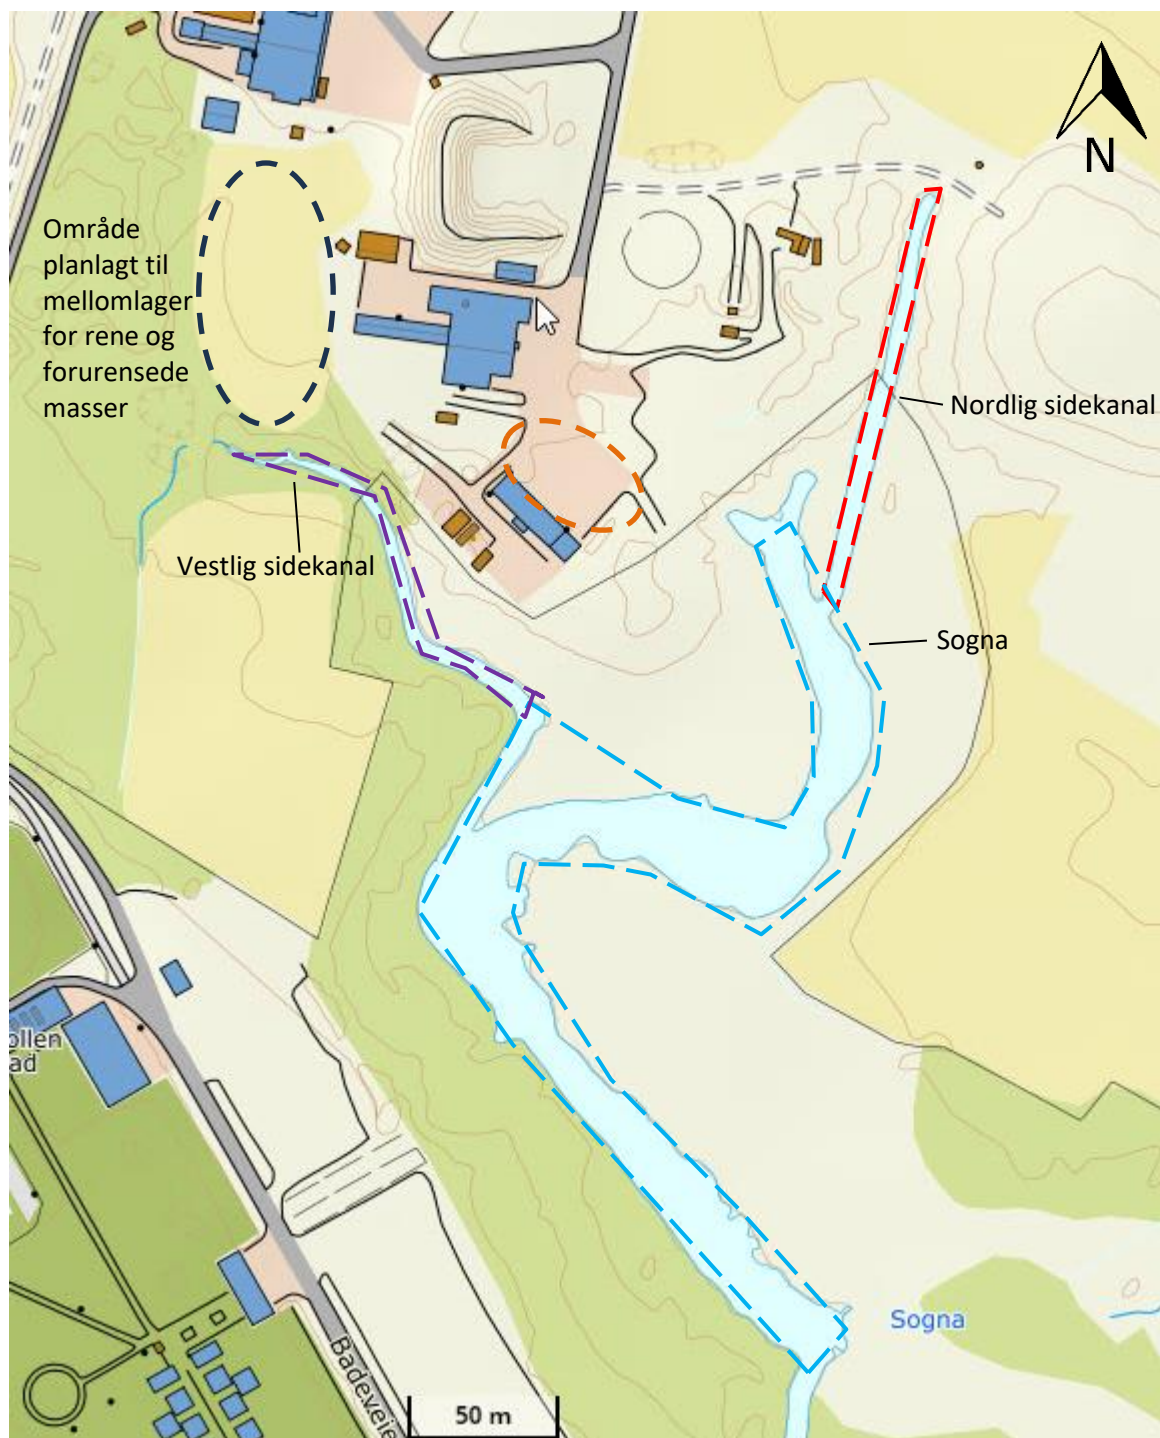 N
Område
planlagt til
mellomlager
for rene og
forurensede
masser
Nordlig sidekanal
Vestlig sidekanal
Sogna
ollen
ad
Sogna
Badeveie
50 m